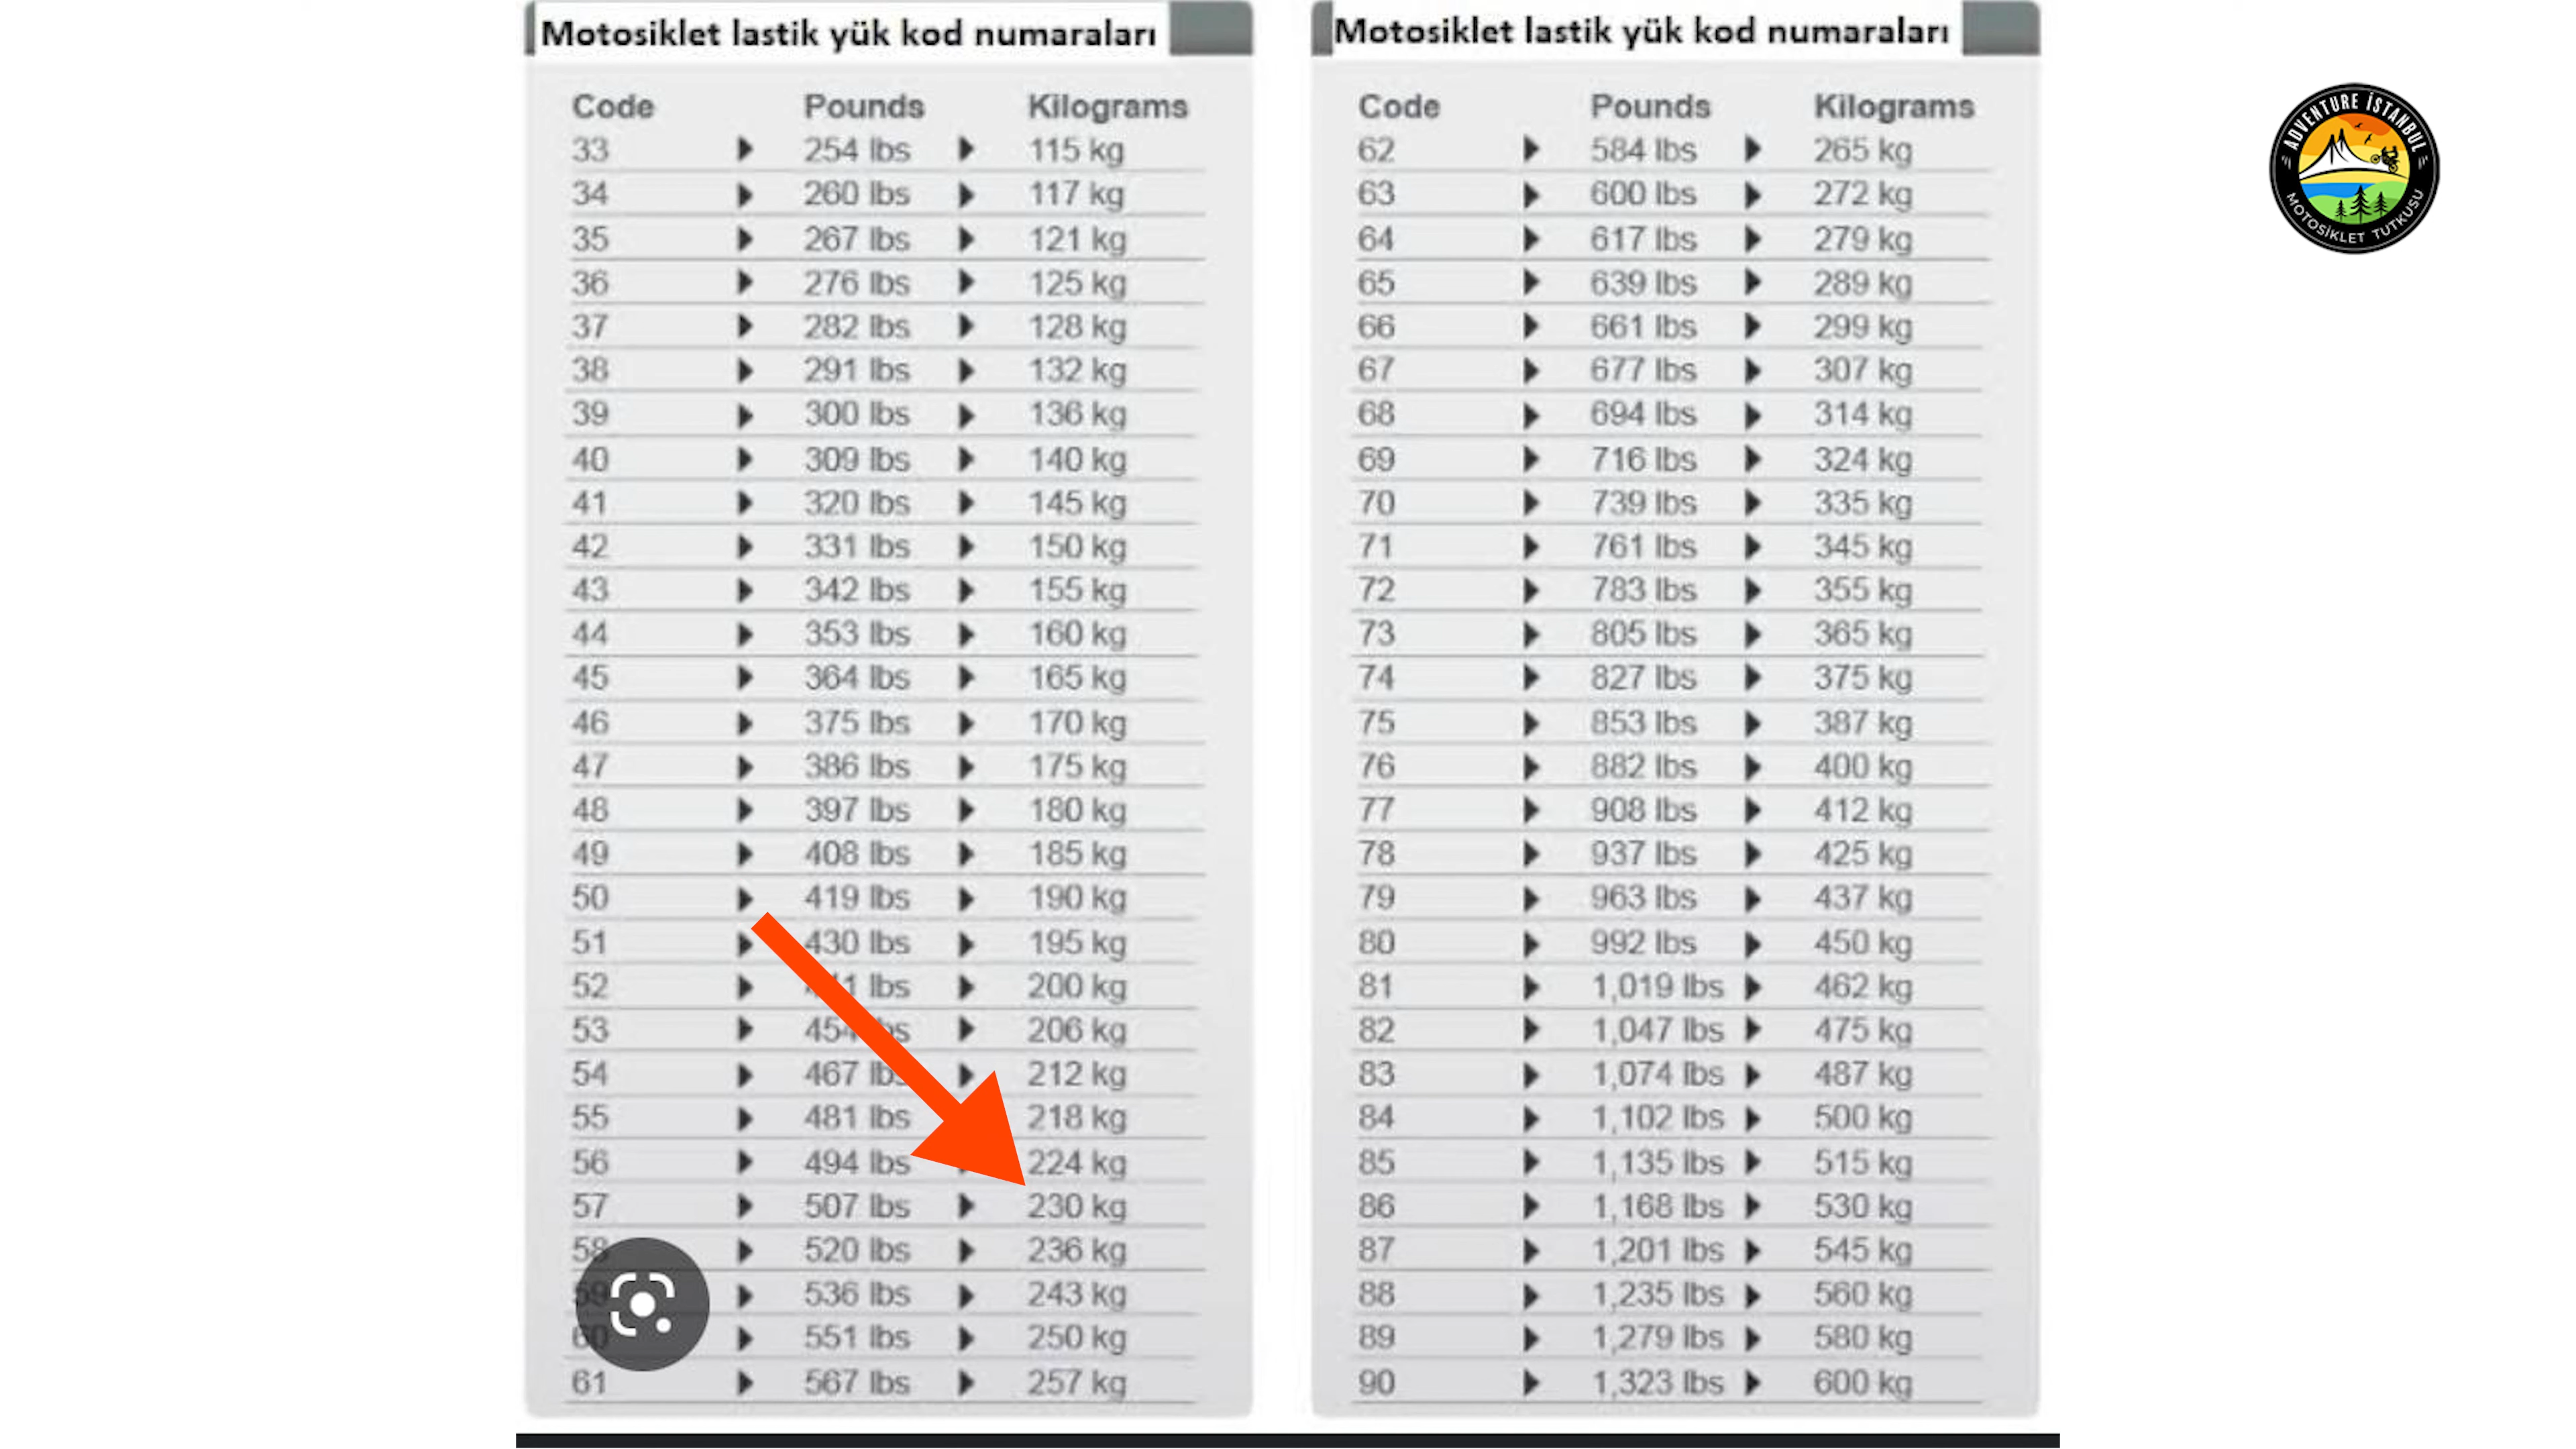 Motosiklet lastik yük kod numaraları
Code Pounds Kilograms
33 254 lbs 115 kg
34 260 lbs 117 kg
35 267 lbs 121 kg
36 276 lbs 125 kg
37 282 lbs 128 kg
38 291 lbs 132 kg
39 300 lbs 136 kg
40 309 lbs 140 kg
41 320 lbs 145 kg
42 331 lbs 150 kg
43 342 lbs 155 kg
44 353 lbs 160 kg
45 364 lbs 165 kg
46 375 lbs 170 kg
47 386 lbs 175 kg
48 397 lbs 180 kg
49 408 lbs 185 kg
50 419 lbs 190 kg
51 430 lbs 195 kg
52 lbs 200 kg
53 206 kg
54 467 lbs 212 kg
55 481 lbs 218 kg
56 494 lbs 224 kg
57 507 lbs 230 kg
58 520 lbs 236 kg
59 536 lbs 243 kg
60 551 lbs 250 kg
61 567 lbs 257 kg
Motosiklet lastik yük kod numaraları
Code Pounds Kilograms
62 584 lbs 265 kg
63 600 lbs 272 kg
64 617 lbs 279 kg
65 639 lbs 289 kg
66 661 lbs 299 kg
67 677 lbs 307 kg
68 694 lbs 314 kg
69 716 lbs 324 kg
70 739 lbs 335 kg
71 761 lbs 345 kg
72 783 lbs 355 kg
73 805 lbs 365 kg
74 827 lbs 375 kg
75 853 lbs 387 kg
76 882 lbs 400 kg
77 908 lbs 412 kg
78 937 lbs 425 kg
79 963 lbs 437 kg
80 992 lbs 450 kg
81 1,019 lbs 462 kg
82 1,047 lbs 475 kg
83 1,074 lbs 487 kg
84 1,102 lbs 500 kg
85 1,135 lbs 515 kg
86 1,168 lbs 530 kg
87 1,201 lbs 545 kg
88 1,235 lbs 560 kg
89 1,279 lbs 580 kg
90 1,323 lbs 600 kg
ADVENTURE İSTANBUL
MOTOSİKLET TUTKUSU